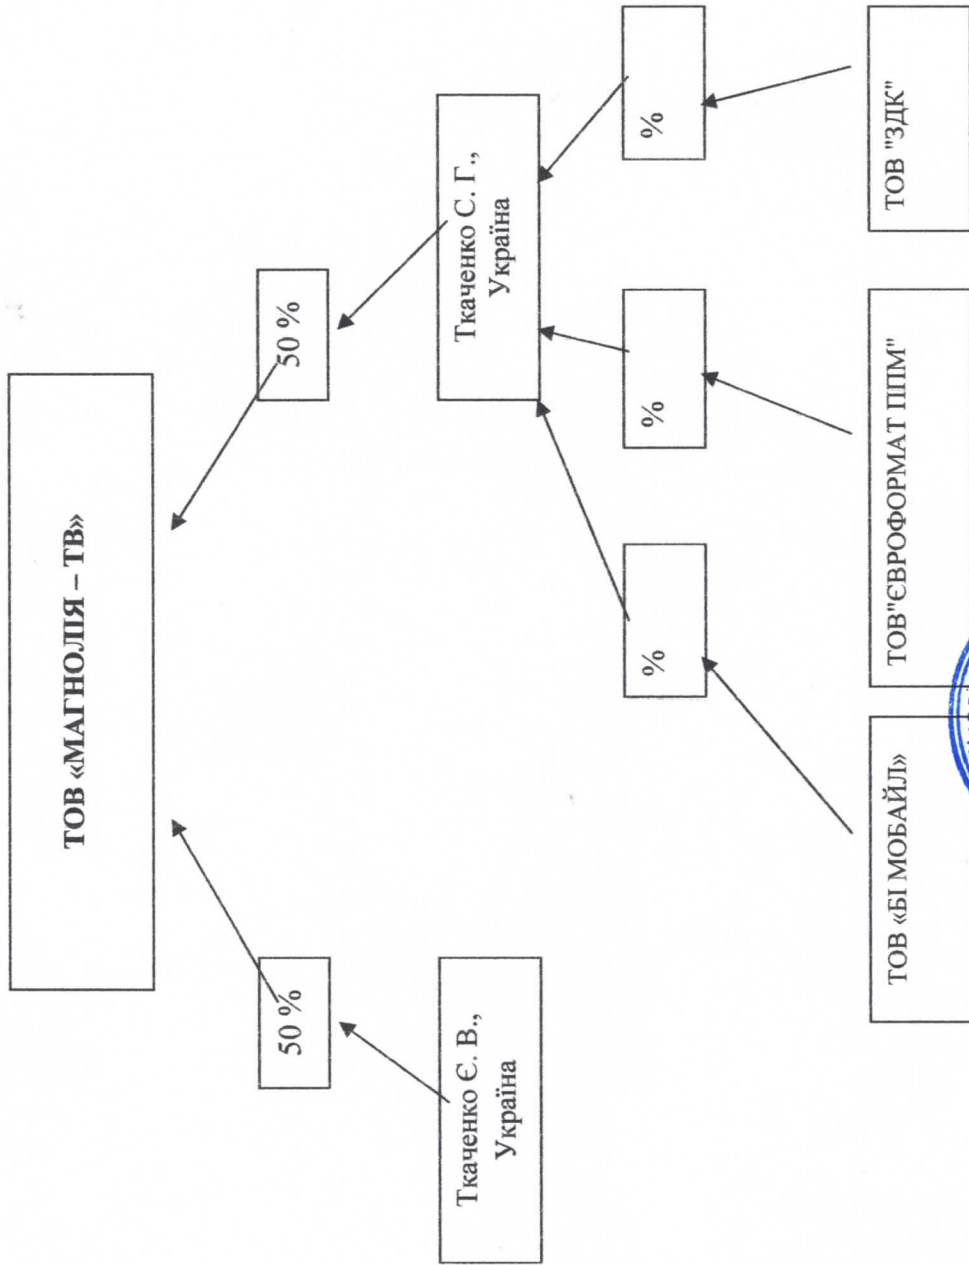 ТОВ «МАГНОЛІЯ – ТВ»
50 %
50 %
Ткаченко Є. В.,
Україна
Ткаченко С. Г.,
Україна
%
%
%
ТОВ «БІ МОБАЙЛ»
ТОВ"ЄВРОФОРМАТ ППМ"
ТОВ "ЗДК"